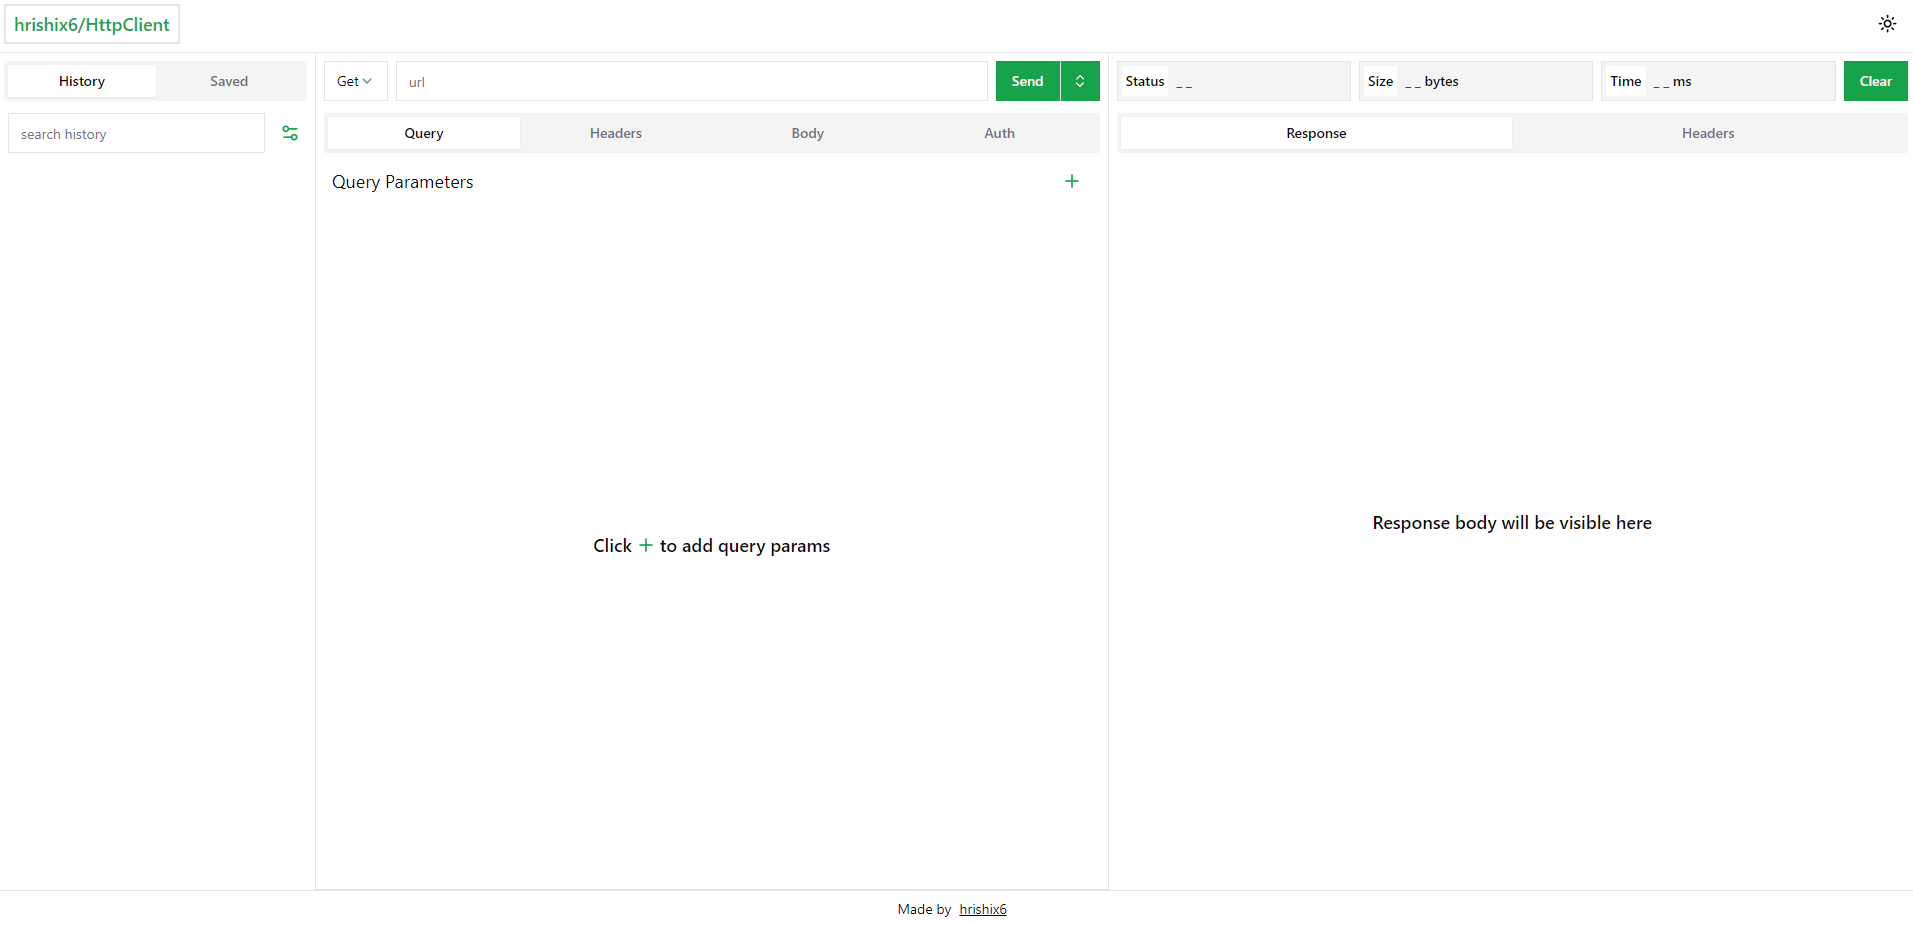 hrishix6/HttpClient
History
Saved
search history
Get
url
Send
Query
Headers
Body
Auth
Query Parameters
Click + to add query params
Status _ _
Size _ _ bytes
Time _ _ ms
Clear
Response
Headers
Response body will be visible here
Made by hrishix6